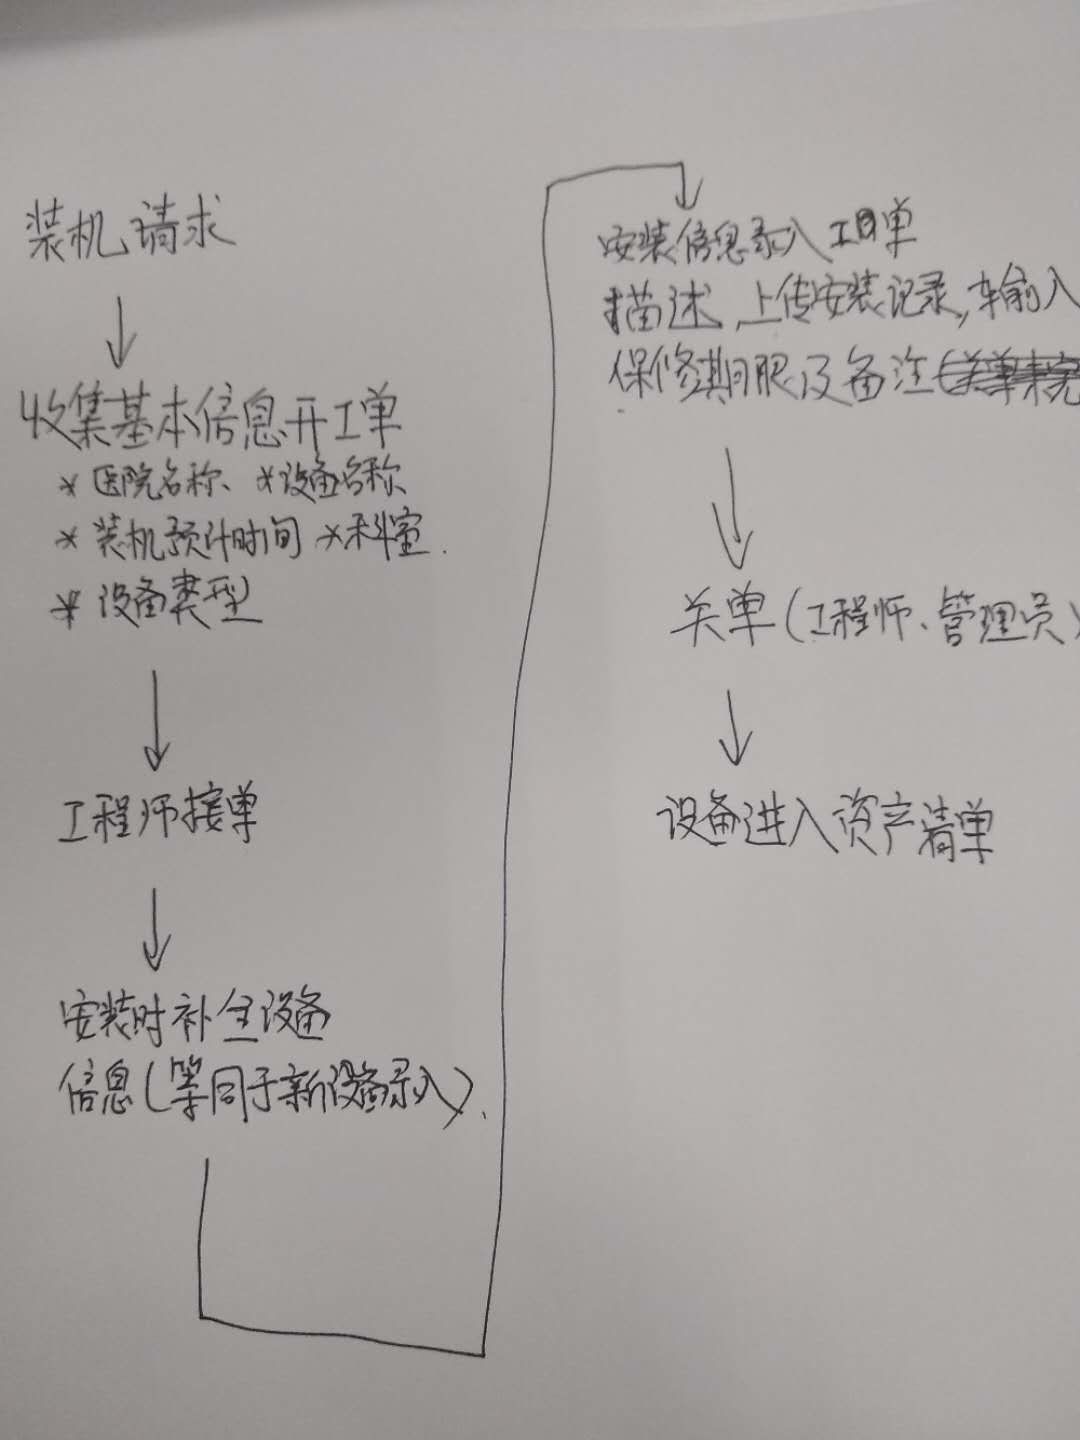 装机请求
收集基本信息开工单
* 医院名称、 * 设备名称
* 装机预计时间 * 科室
* 设备类型
工程师接单
安装时补全设备
信息(等同于新设备录入)
安装信息录入工单
描述,上传安装记录,输入
保修期限及备注
关单(工程师、管理员)
设备进入资产清单